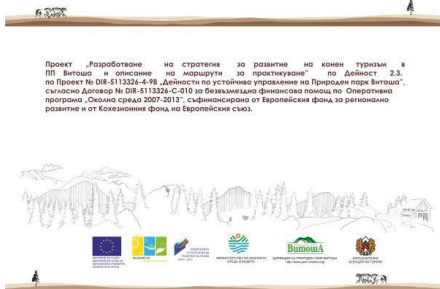 Проект „Разработване на стратегия за развитие на конен туризъм в
ПП Витоша и описание на маршрути за практикуване" по Дейност 2.3.
по Проект № DIR-5113326-4-98 „Дейности по устойчиво управление на Природен парк Витоша",
съгласно Договор № DIR-5113326-C-010 за безвъзмездна финансова помощ по Оперативна
програма „Околна среда 2007-2013", съфинансирана от Европейския фонд за регионално
развитие и от Кохезионния фонд на Европейския съюз.
ВитошА